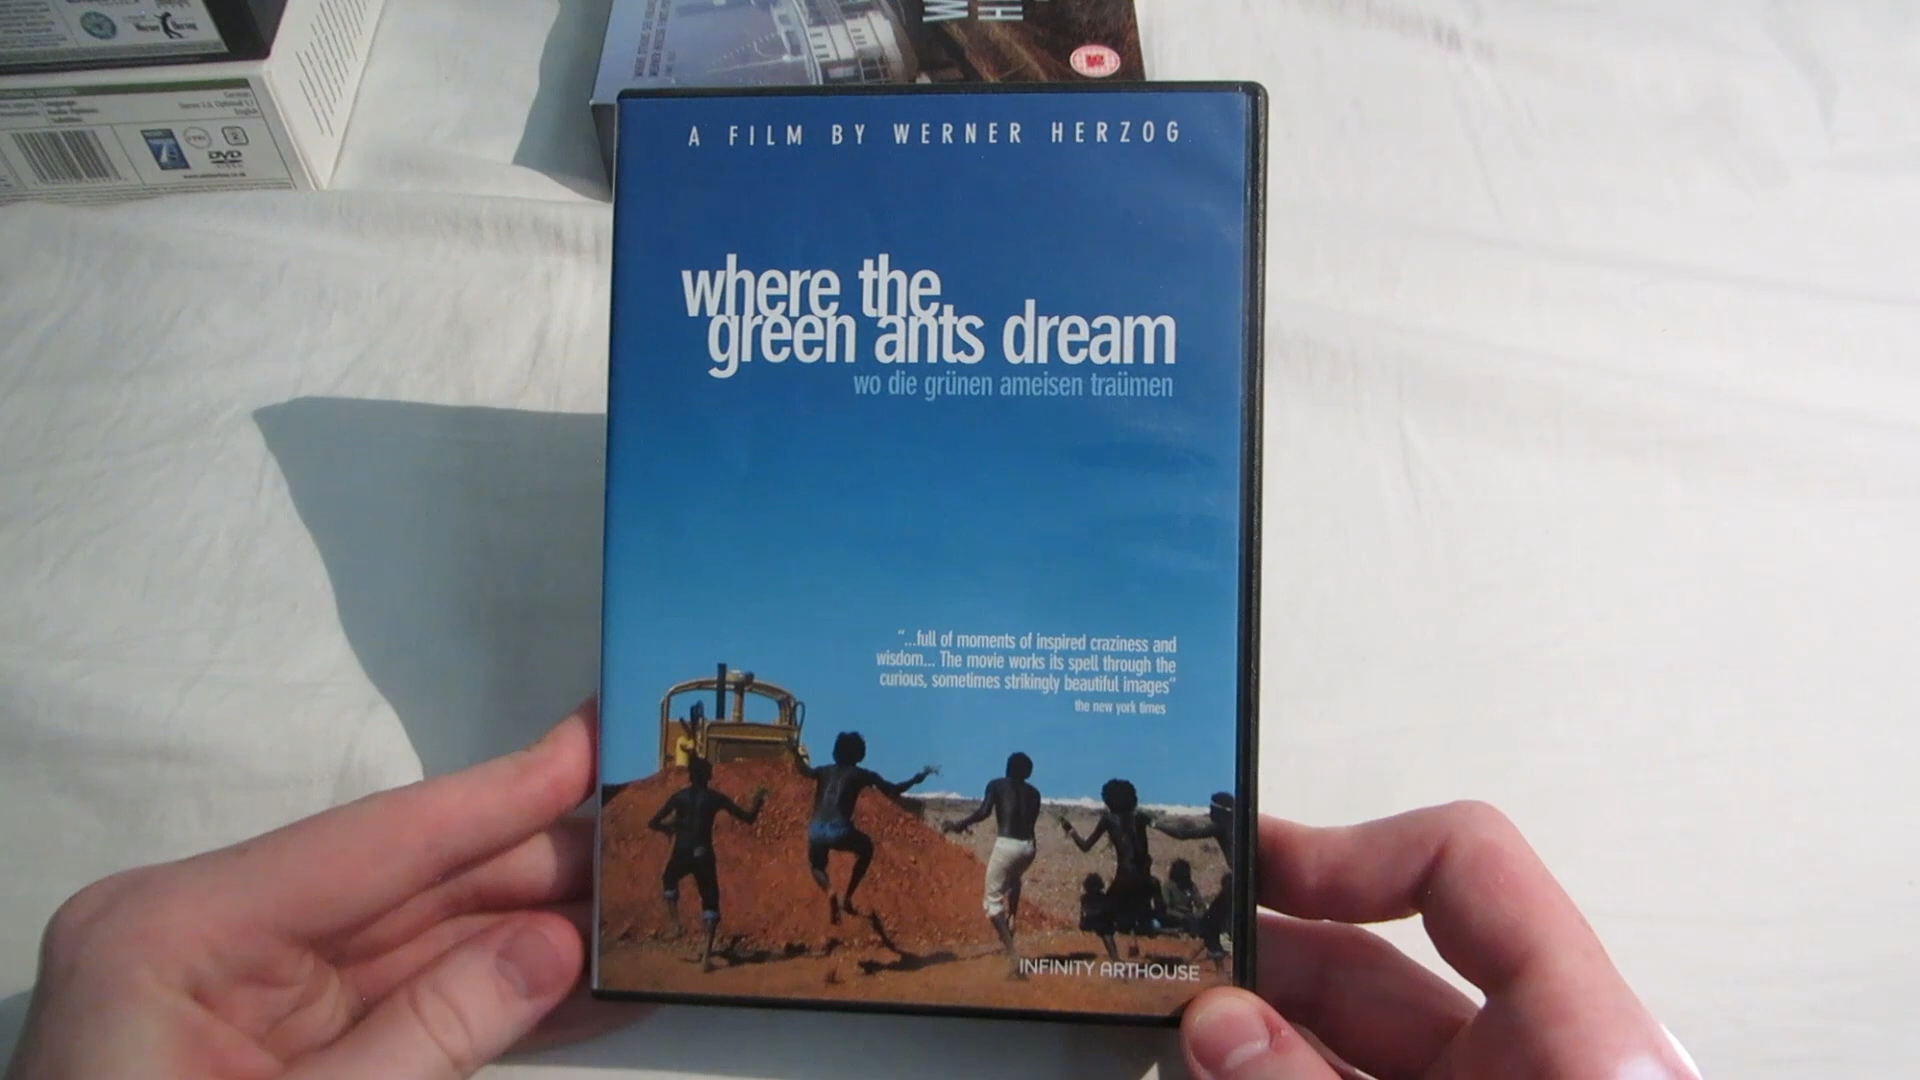 A FILM BY WERNER HERZOG
where the
green ants dream
wo die grünen ameisen traümen
"...full of moments of inspired craziness and
wisdom... The movie works its spell through the
curious, sometimes strikingly beautiful images"
the new york times
INFINITY ARTHOUSE
DVD